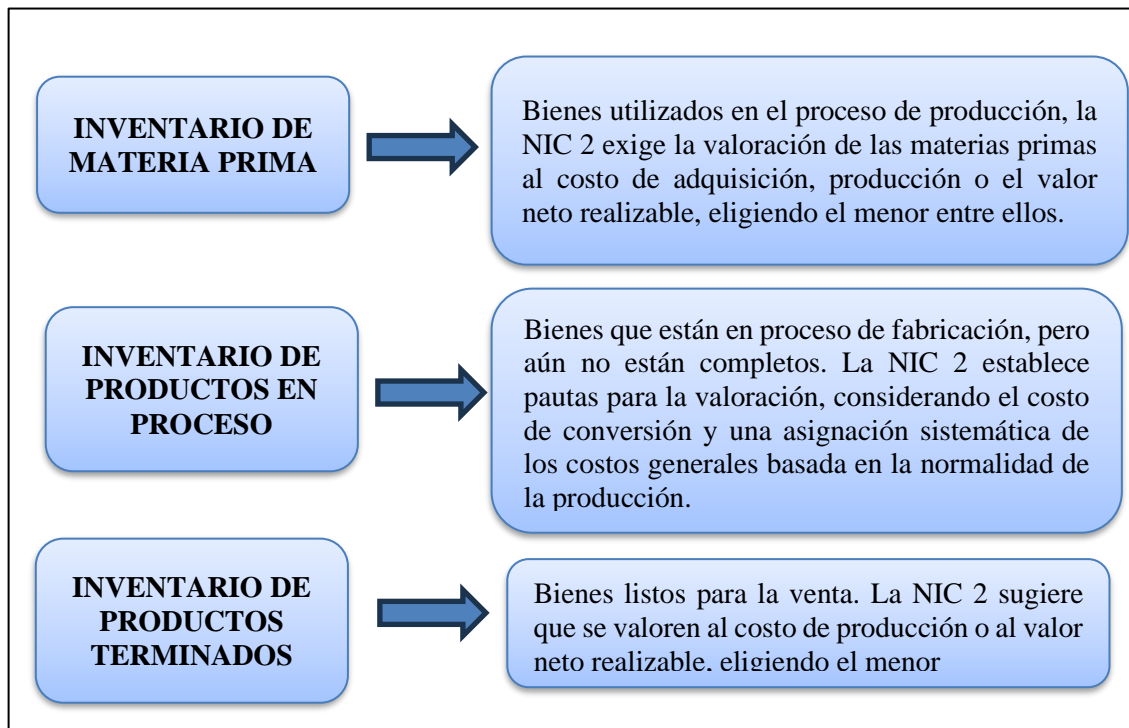 INVENTARIO DE
MATERIA PRIMA
Bienes utilizados en el proceso de producción, la
NIC 2 exige la valoración de las materias primas
al costo de adquisición, producción o el valor
neto realizable, eligiendo el menor entre ellos.
INVENTARIO DE
PRODUCTOS EN
PROCESO
Bienes que están en proceso de fabricación, pero
aún no están completos. La NIC 2 establece
pautas para la valoración, considerando el costo
de conversión y una asignación sistemática de
los costos generales basada en la normalidad de
la producción.
INVENTARIO DE
PRODUCTOS
TERMINADOS
Bienes listos para la venta. La NIC 2 sugiere
que se valoren al costo de producción o al valor
neto realizable, eligiendo el menor